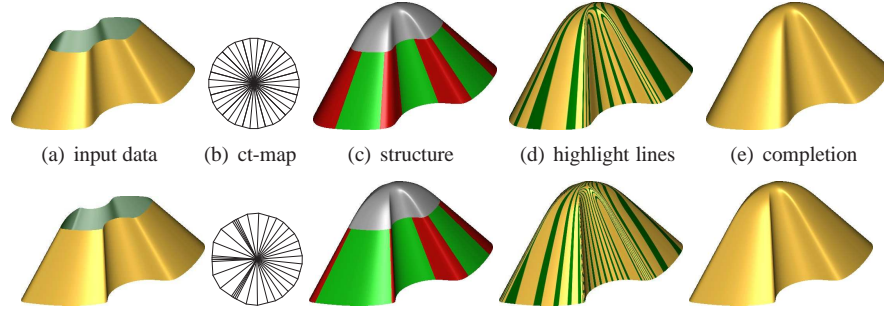 (a) input data (b) ct-map (c) structure (d) highlight lines (e) completion